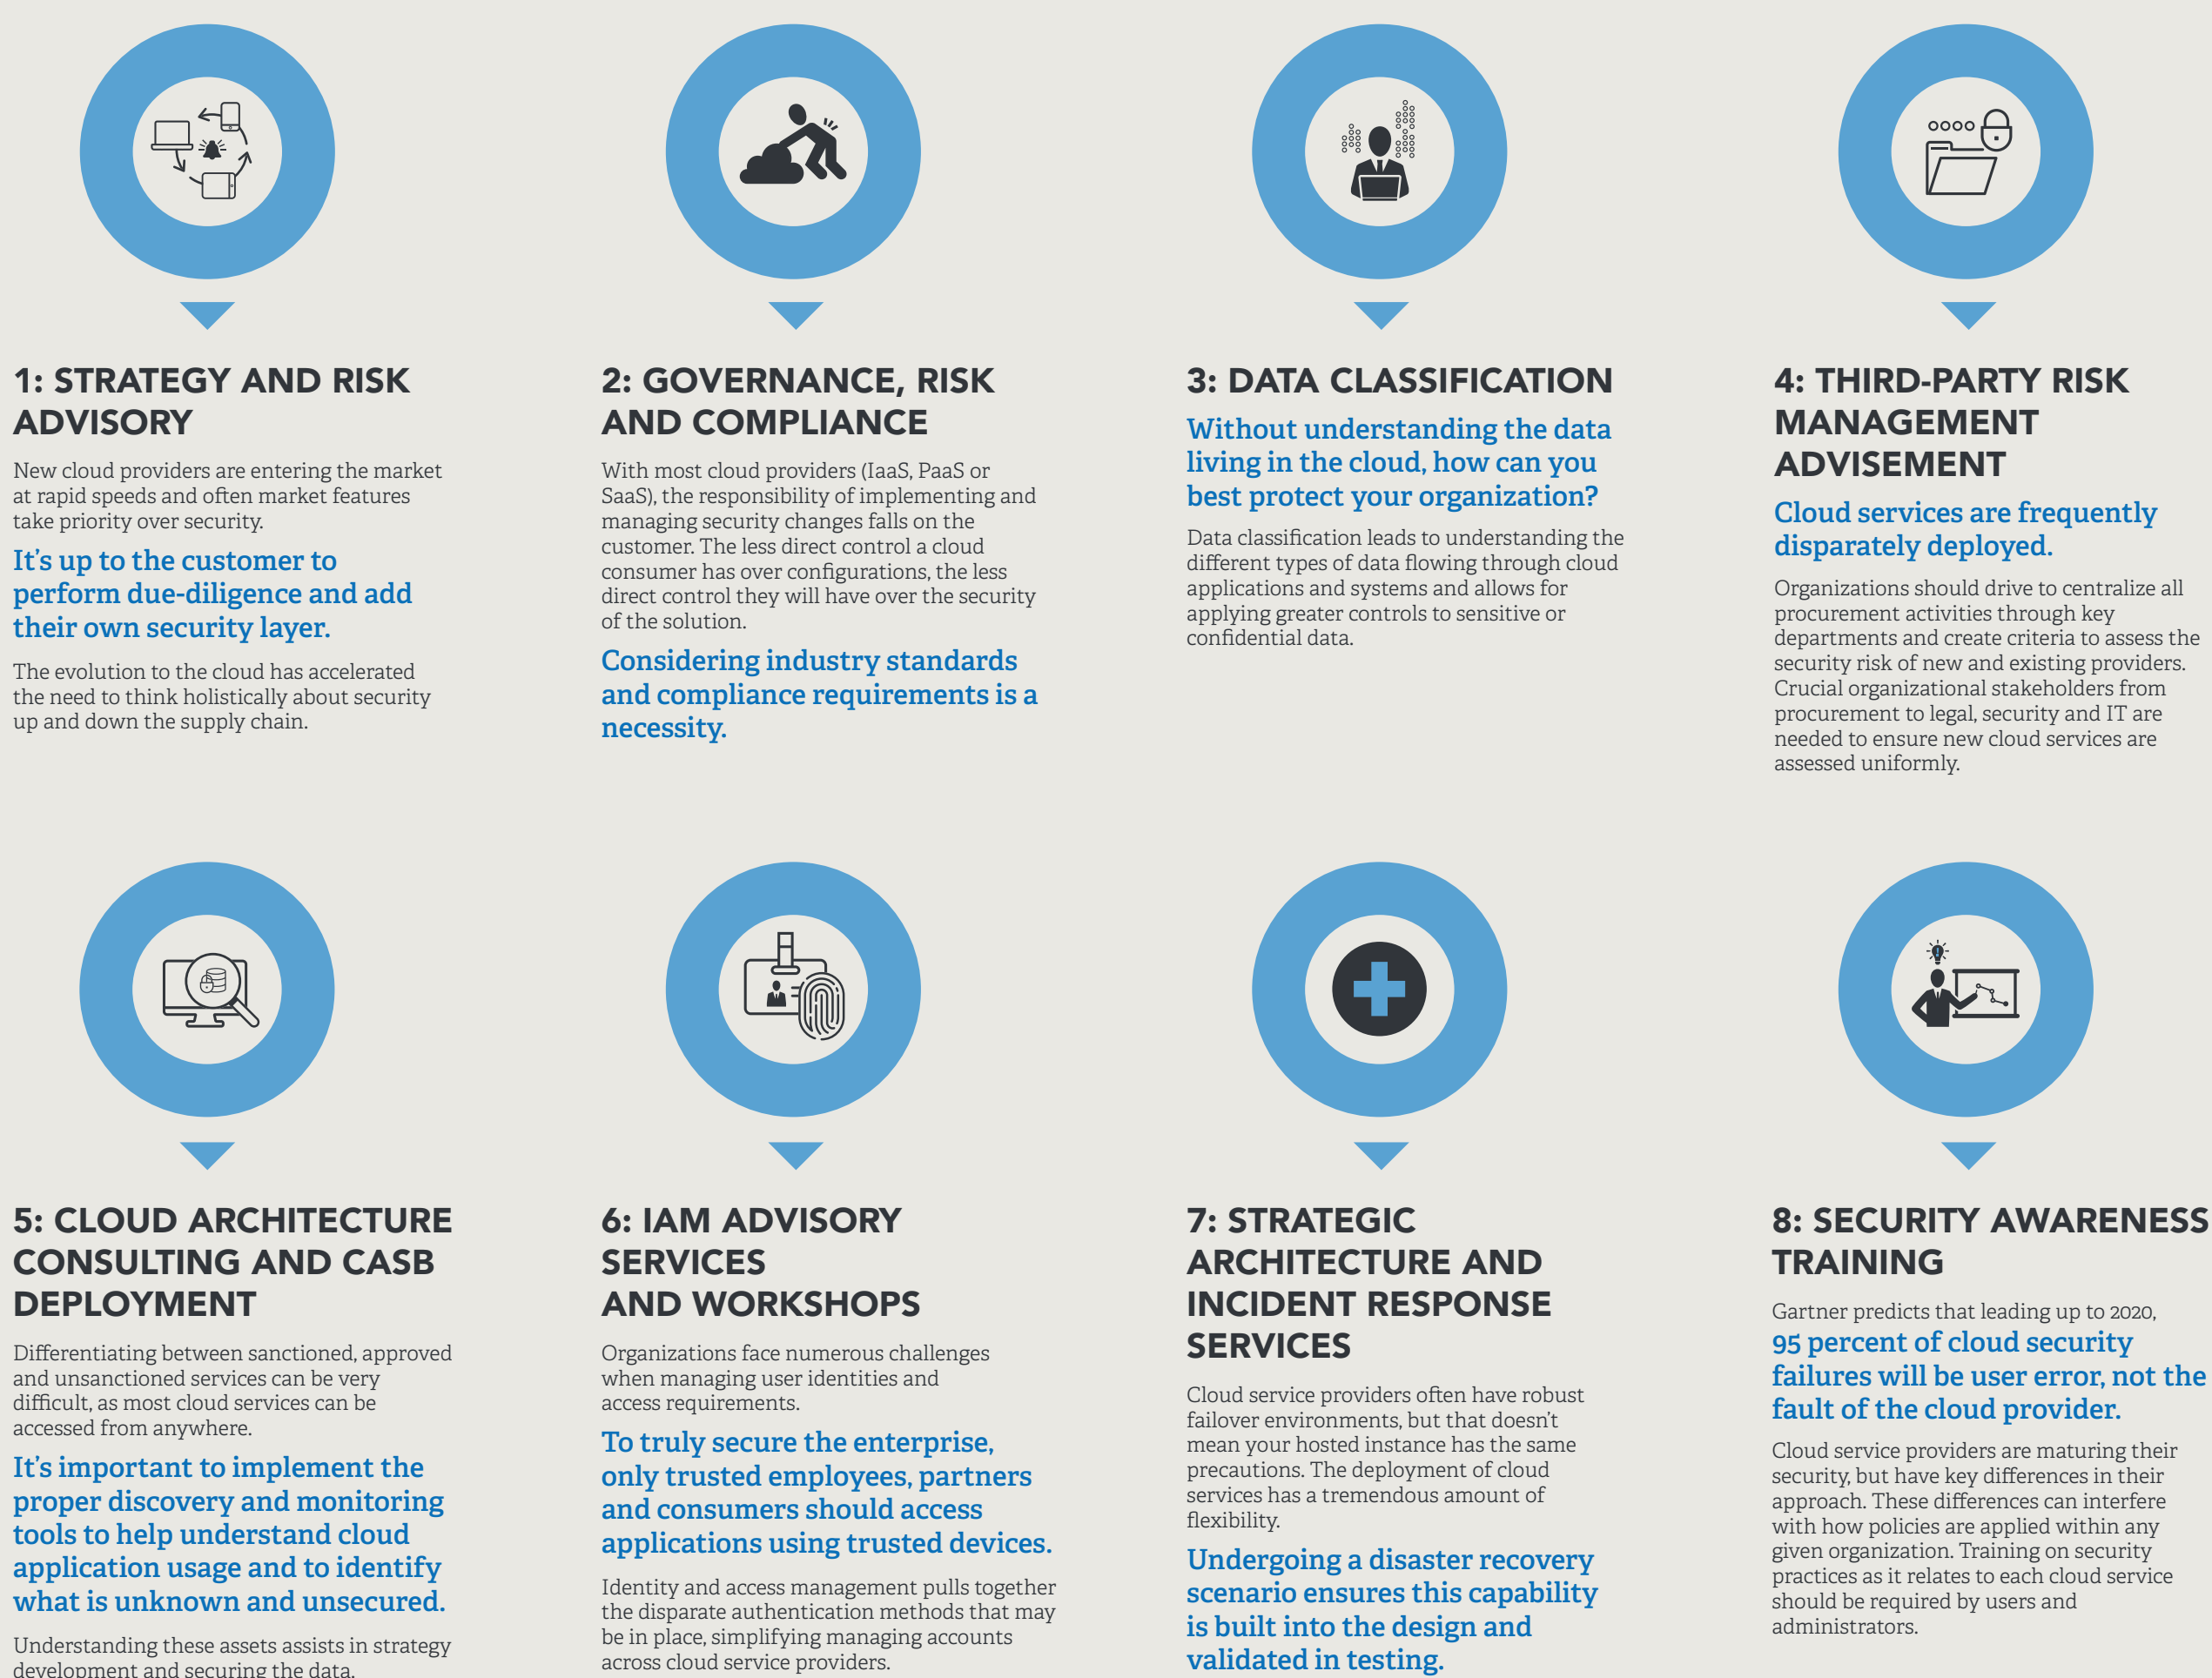 1: STRATEGY AND RISK
ADVISORY
New cloud providers are entering the market
at rapid speeds and often market features
take priority over security.
It’s up to the customer to
perform due-diligence and add
their own security layer.
The evolution to the cloud has accelerated
the need to think holistically about security
up and down the supply chain.
2: GOVERNANCE, RISK
AND COMPLIANCE
With most cloud providers (IaaS, PaaS or
SaaS), the responsibility of implementing and
managing security changes falls on the
customer. The less direct control a cloud
consumer has over configurations, the less
direct control they will have over the security
of the solution.
Considering industry standards
and compliance requirements is a
necessity.
3: DATA CLASSIFICATION
Without understanding the data
living in the cloud, how can you
best protect your organization?
Data classification leads to understanding the
different types of data flowing through cloud
applications and systems and allows for
applying greater controls to sensitive or
confidential data.
4: THIRD-PARTY RISK
MANAGEMENT
ADVISEMENT
Cloud services are frequently
disparately deployed.
Organizations should drive to centralize all
procurement activities through key
departments and create criteria to assess the
security risk of new and existing providers.
Crucial organizational stakeholders from
procurement to legal, security and IT are
needed to ensure new cloud services are
assessed uniformly.
5: CLOUD ARCHITECTURE
CONSULTING AND CASB
DEPLOYMENT
Differentiating between sanctioned, approved
and unsanctioned services can be very
difficult, as most cloud services can be
accessed from anywhere.
It’s important to implement the
proper discovery and monitoring
tools to help understand cloud
application usage and to identify
what is unknown and unsecured.
Understanding these assets assists in strategy
development and securing the data.
6: IAM ADVISORY
SERVICES
AND WORKSHOPS
Organizations face numerous challenges
when managing user identities and
access requirements.
To truly secure the enterprise,
only trusted employees, partners
and consumers should access
applications using trusted devices.
Identity and access management pulls together
the disparate authentication methods that may
be in place, simplifying managing accounts
across cloud service providers.
7: STRATEGIC
ARCHITECTURE AND
INCIDENT RESPONSE
SERVICES
Cloud service providers often have robust
failover environments, but that doesn’t
mean your hosted instance has the same
precautions. The deployment of cloud
services has a tremendous amount of
flexibility.
Undergoing a disaster recovery
scenario ensures this capability
is built into the design and
validated in testing.
8: SECURITY AWARENESS
TRAINING
Gartner predicts that leading up to 2020,
95 percent of cloud security
failures will be user error, not the
fault of the cloud provider.
Cloud service providers are maturing their
security, but have key differences in their
approach. These differences can interfere
with how policies are applied within any
given organization. Training on security
practices as it relates to each cloud service
should be required by users and
administrators.